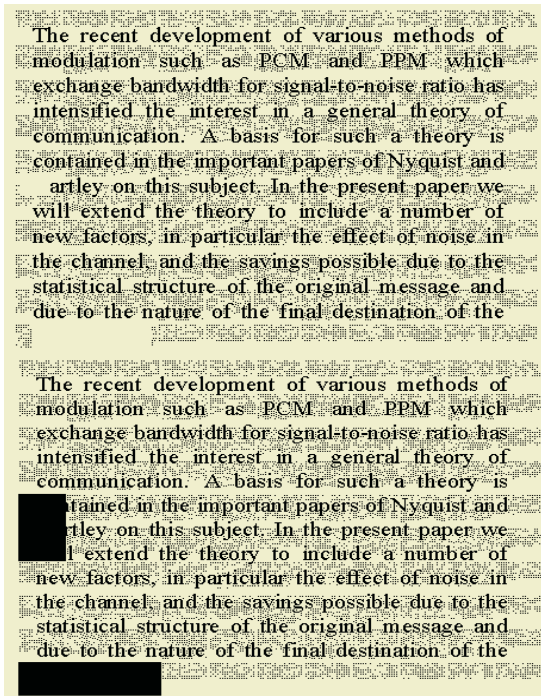 The recent development of various methods of
modulation such as PCM and PPM which
exchange bandwidth for signal-to-noise ratio has
intensified the interest in a general theory of
communication. A basis for such a theory is
contained in the important papers of Nyquist and
artley on this subject. In the present paper we
will extend the theory to include a number of
new factors, in particular the effect of noise in
the channel, and the savings possible due to the
statistical structure of the original message and
due to the nature of the final destination of the
The recent development of various methods of
modulation such as PCM and PPM which
exchange bandwidth for signal-to-noise ratio has
intensified the interest in a general theory of
communication. A basis for such a theory is
tained in the important papers of Nyquist and
rtley on this subject. In the present paper we
l extend the theory to include a number of
new factors, in particular the effect of noise in
the channel, and the savings possible due to the
statistical structure of the original message and
due to the nature of the final destination of the